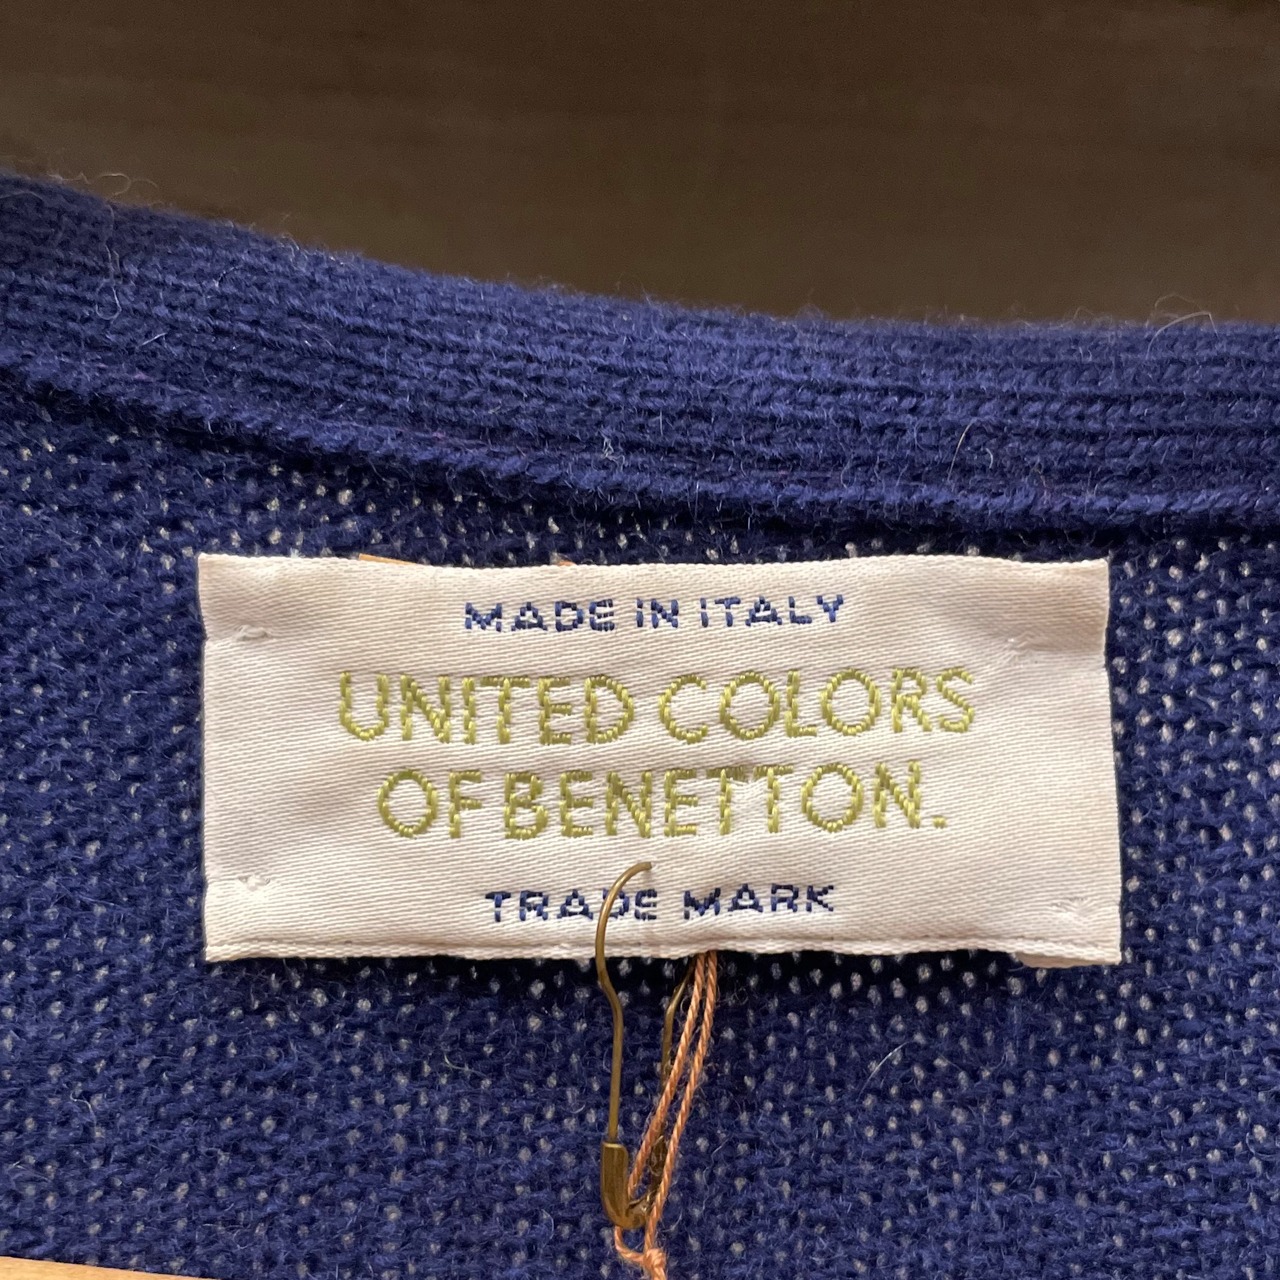 MADE IN ITALY
UNITED COLORS
OF BENETTON.
TRADE MARK